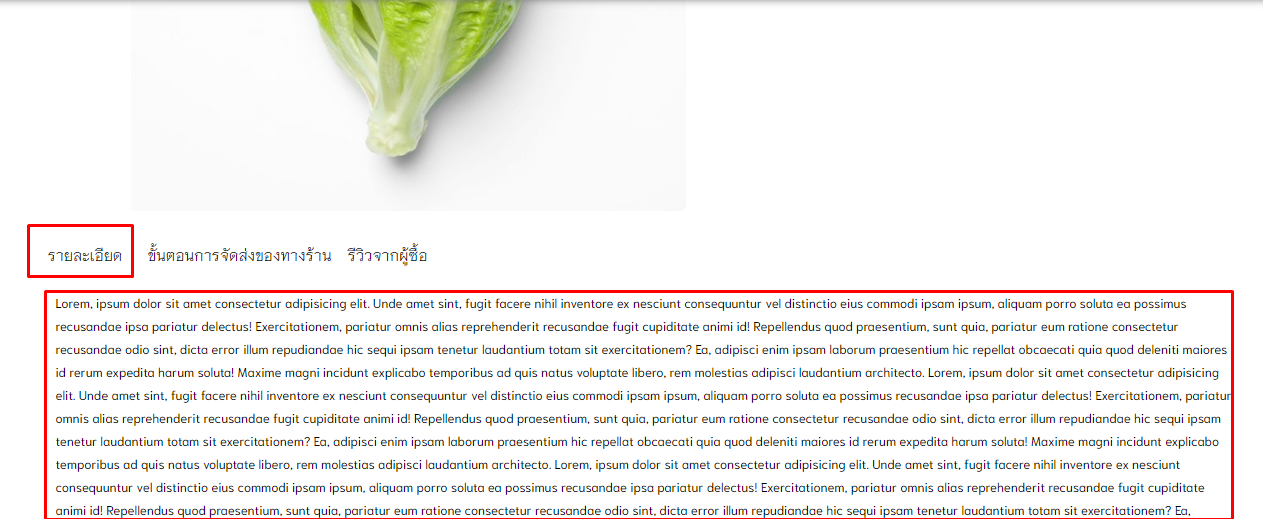 รายละเอียด ขั้นตอนการจัดส่งของทางร้าน รีวิวจากผู้ซื้อ
Lorem, ipsum dolor sit amet consectetur adipisicing elit. Unde amet sint, fugit facere nihil inventore ex nesciunt consequuntur vel distinctio eius commodi ipsam ipsum, aliquam porro soluta ea possimus
recusandae ipsa pariatur delectus! Exercitationem, pariatur omnis alias reprehenderit recusandae fugit cupiditate animi id! Repellendus quod praesentium, sunt quia, pariatur eum ratione consectetur
recusandae odio sint, dicta error illum repudiandae hic sequi ipsam tenetur laudantium totam sit exercitationem? Ea, adipisci enim ipsam laborum praesentium hic repellat obcaecati quia quod deleniti maiores
id rerum expedita harum soluta! Maxime magni incidunt explicabo temporibus ad quis natus voluptate libero, rem molestias adipisci laudantium architecto. Lorem, ipsum dolor sit amet consectetur adipisicing
elit. Unde amet sint, fugit facere nihil inventore ex nesciunt consequuntur vel distinctio eius commodi ipsam ipsum, aliquam porro soluta ea possimus recusandae ipsa pariatur delectus! Exercitationem, pariatur
omnis alias reprehenderit recusandae fugit cupiditate animi id! Repellendus quod praesentium, sunt quia, pariatur eum ratione consectetur recusandae odio sint, dicta error illum repudiandae hic sequi ipsam
tenetur laudantium totam sit exercitationem? Ea, adipisci enim ipsam laborum praesentium hic repellat obcaecati quia quod deleniti maiores id rerum expedita harum soluta! Maxime magni incidunt explicabo
temporibus ad quis natus voluptate libero, rem molestias adipisci laudantium architecto. Lorem, ipsum dolor sit amet consectetur adipisicing elit. Unde amet sint, fugit facere nihil inventore ex nesciunt
consequuntur vel distinctio eius commodi ipsam ipsum, aliquam porro soluta ea possimus recusandae ipsa pariatur delectus! Exercitationem, pariatur omnis alias reprehenderit recusandae fugit cupiditate
animi id! Repellendus quod praesentium, sunt quia, pariatur eum ratione consectetur recusandae odio sint, dicta error illum repudiandae hic sequi ipsam tenetur laudantium totam sit exercitationem? Ea,